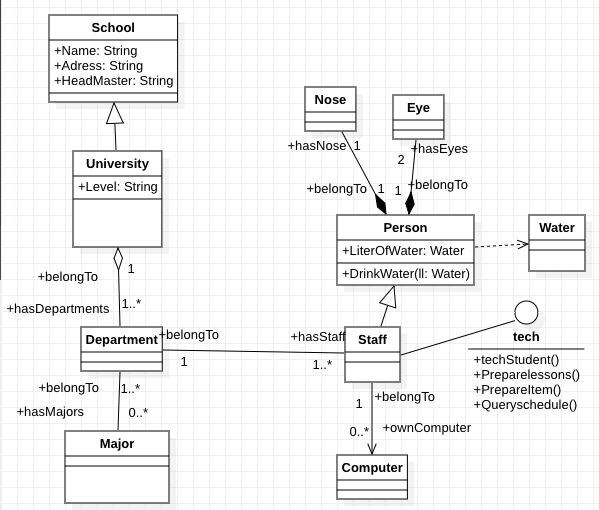 School
+Name: String
+Adress: String
+HeadMaster: String
Nose
Eye
+hasNose
1
+hasEyes
2
University
+Level: String
+belongTo
1
1
+belongTo
Person
+LiterOfWater: Water
+DrinkWater(ll: Water)
Water
+belongTo
1
+hasDepartments
1..*
Department
+belongTo
1
+hasStaff
1..*
Staff
tech
+techStudent()
+Preparelessons()
+PrepareItem()
+Queryschedule()
+belongTo
1..*
+hasMajors
0..*
Major
1
+belongTo
0..*
+ownComputer
Computer